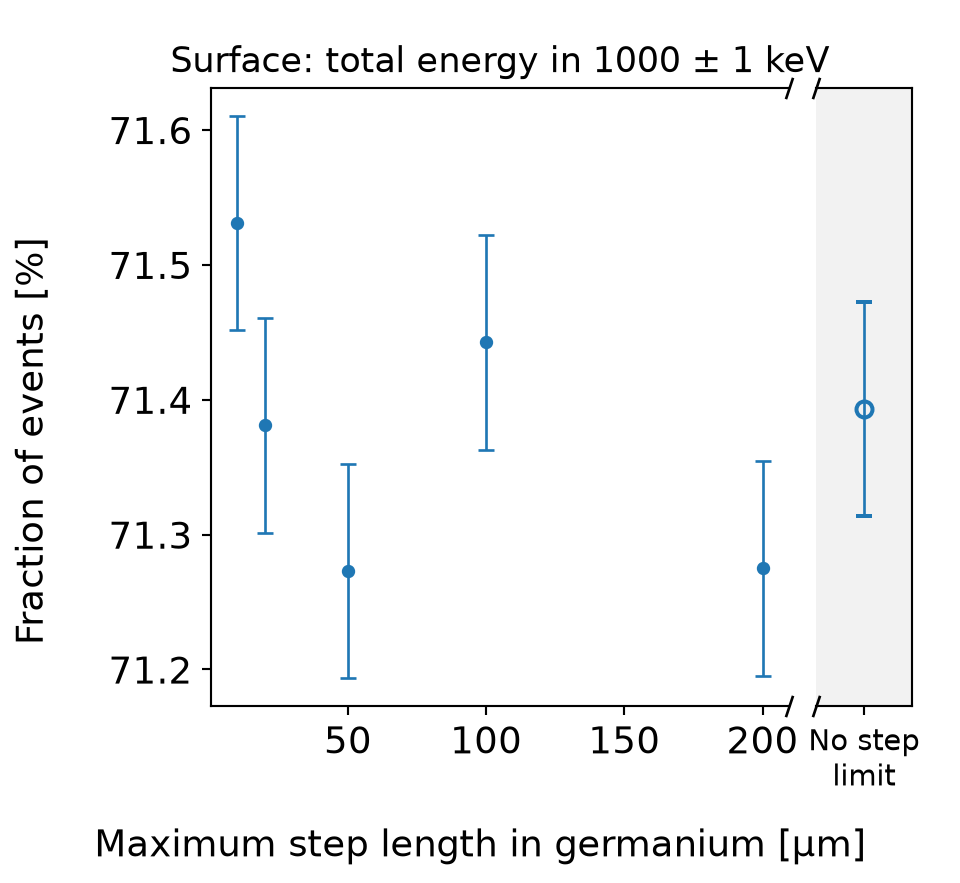 Surface: total energy in 1000 ± 1 keV
Fraction of events [%]
71.6
71.5
71.4
71.3
71.2
50 100 150 200 No step
limit
Maximum step length in germanium [µm]